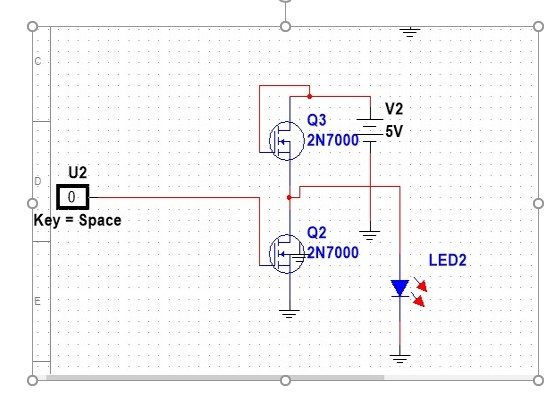 C
V2
Q3
2N7000
5V
U2
D
0
Key = Space
Q2
2N7000
LED2
E